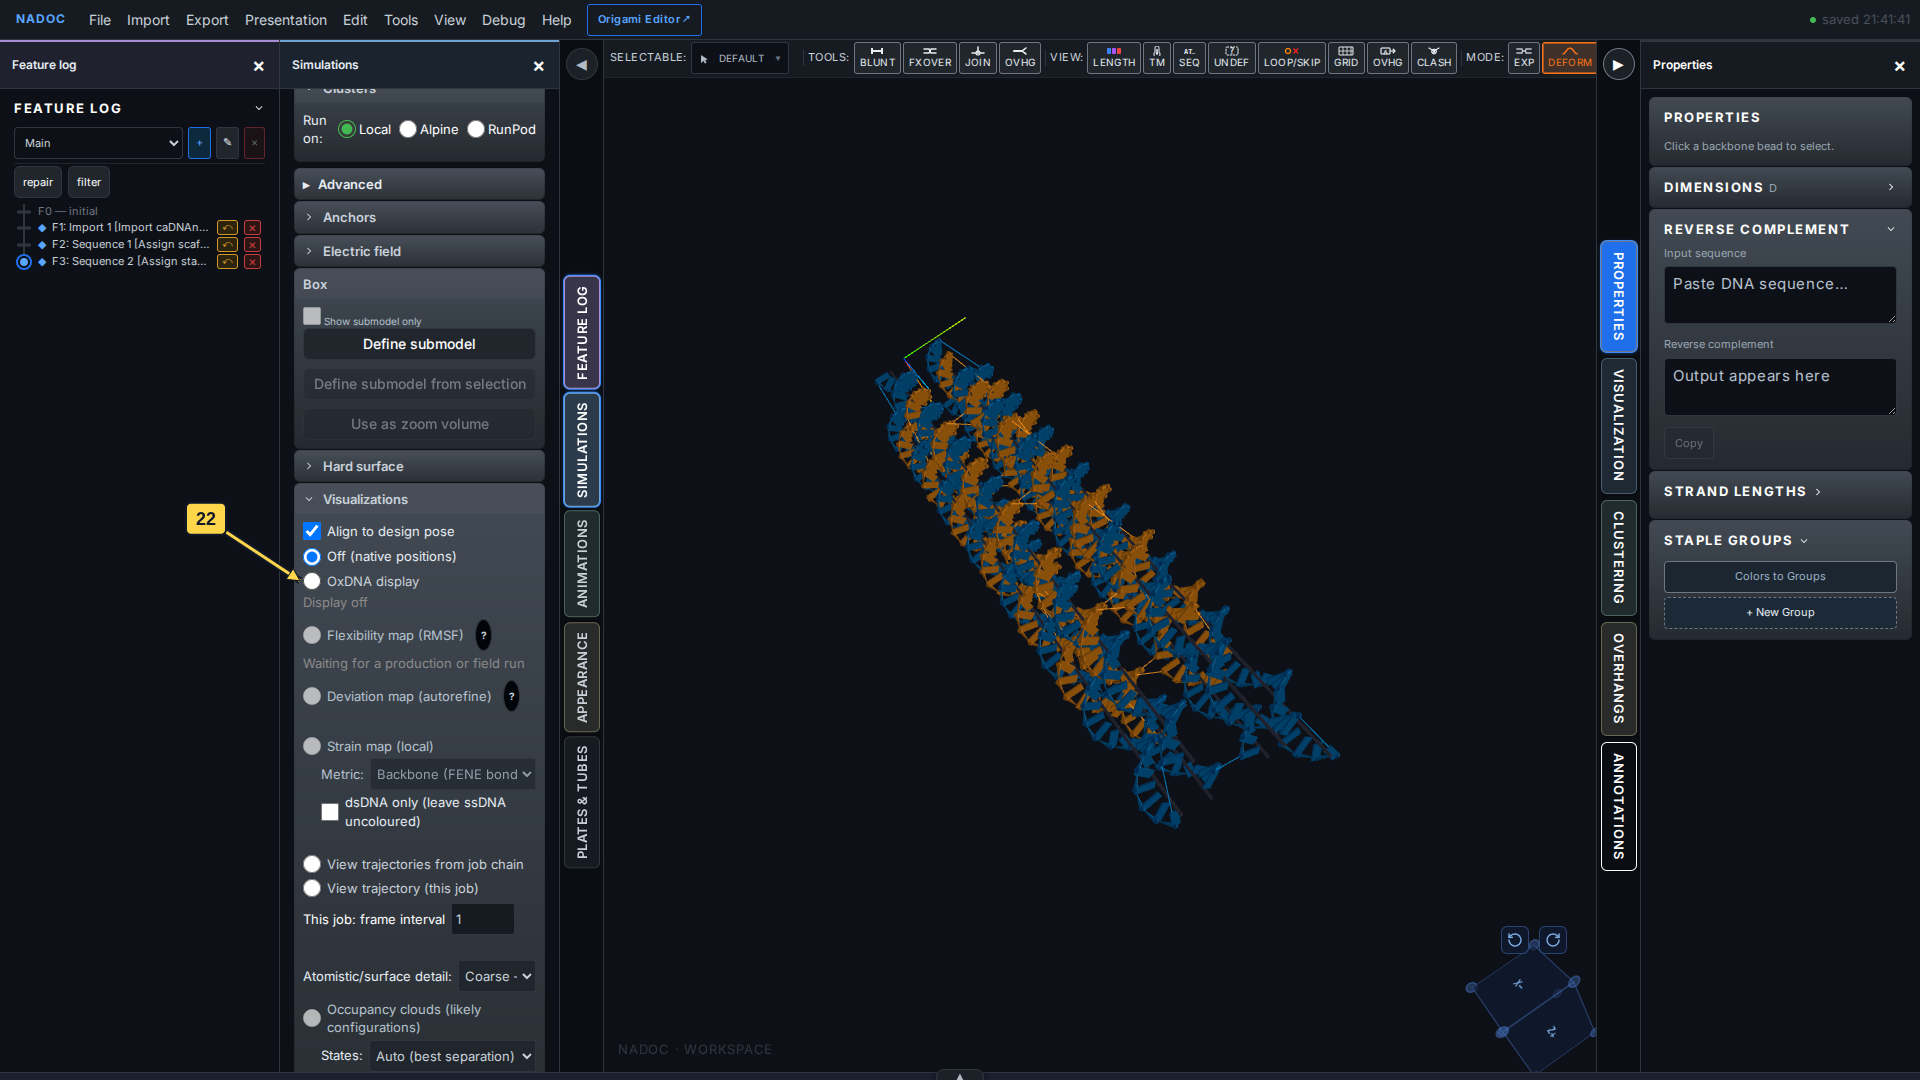 NADOC File Import Export Presentation Edit Tools View Debug Help Origami Editor↗ saved 21:41:41
Feature log ×
FEATURE LOG
Main + ✎ ×
repair filter
F0 — initial
F1: Import 1 [Import caDNAn...
F2: Sequence 1 [Assign scaf...
F3: Sequence 2 [Assign sta...
22
Simulations ×
Clusters
Run on: Local Alpine RunPod
Advanced
Anchors
Electric field
Box
Show submodel only
Define submodel
Define submodel from selection
Use as zoom volume
Hard surface
Visualizations
Align to design pose
Off (native positions)
OxDNA display
Display off
Flexibility map (RMSF) ?
Waiting for a production or field run
Deviation map (autorefine) ?
Strain map (local)
Metric: Backbone (FENE bond
dsDNA only (leave ssDNA
uncoloured)
View trajectories from job chain
View trajectory (this job)
This job: frame interval 1
Atomistic/surface detail: Coarse -
Occupancy clouds (likely
configurations)
States: Auto (best separation)
FEATURE LOG
SIMULATIONS
ANIMATIONS
APPEARANCE
PLATES & TUBES
SELECTABLE: DEFAULT TOOLS: BLUNT FXOVER JOIN OVHG VIEW: LENGTH TM SEQ UNDEF LOOP/SKIP GRID OVHG CLASH MODE: EXP DEFORM
NADOC · WORKSPACE
PROPERTIES
VISUALIZATION
CLUSTERING
OVERHANGS
ANNOTATIONS
Properties ×
PROPERTIES
Click a backbone bead to select.
DIMENSIONS D
REVERSE COMPLEMENT
Input sequence
Paste DNA sequence...
Reverse complement
Output appears here
Copy
STRAND LENGTHS
STAPLE GROUPS
Colors to Groups
+ New Group